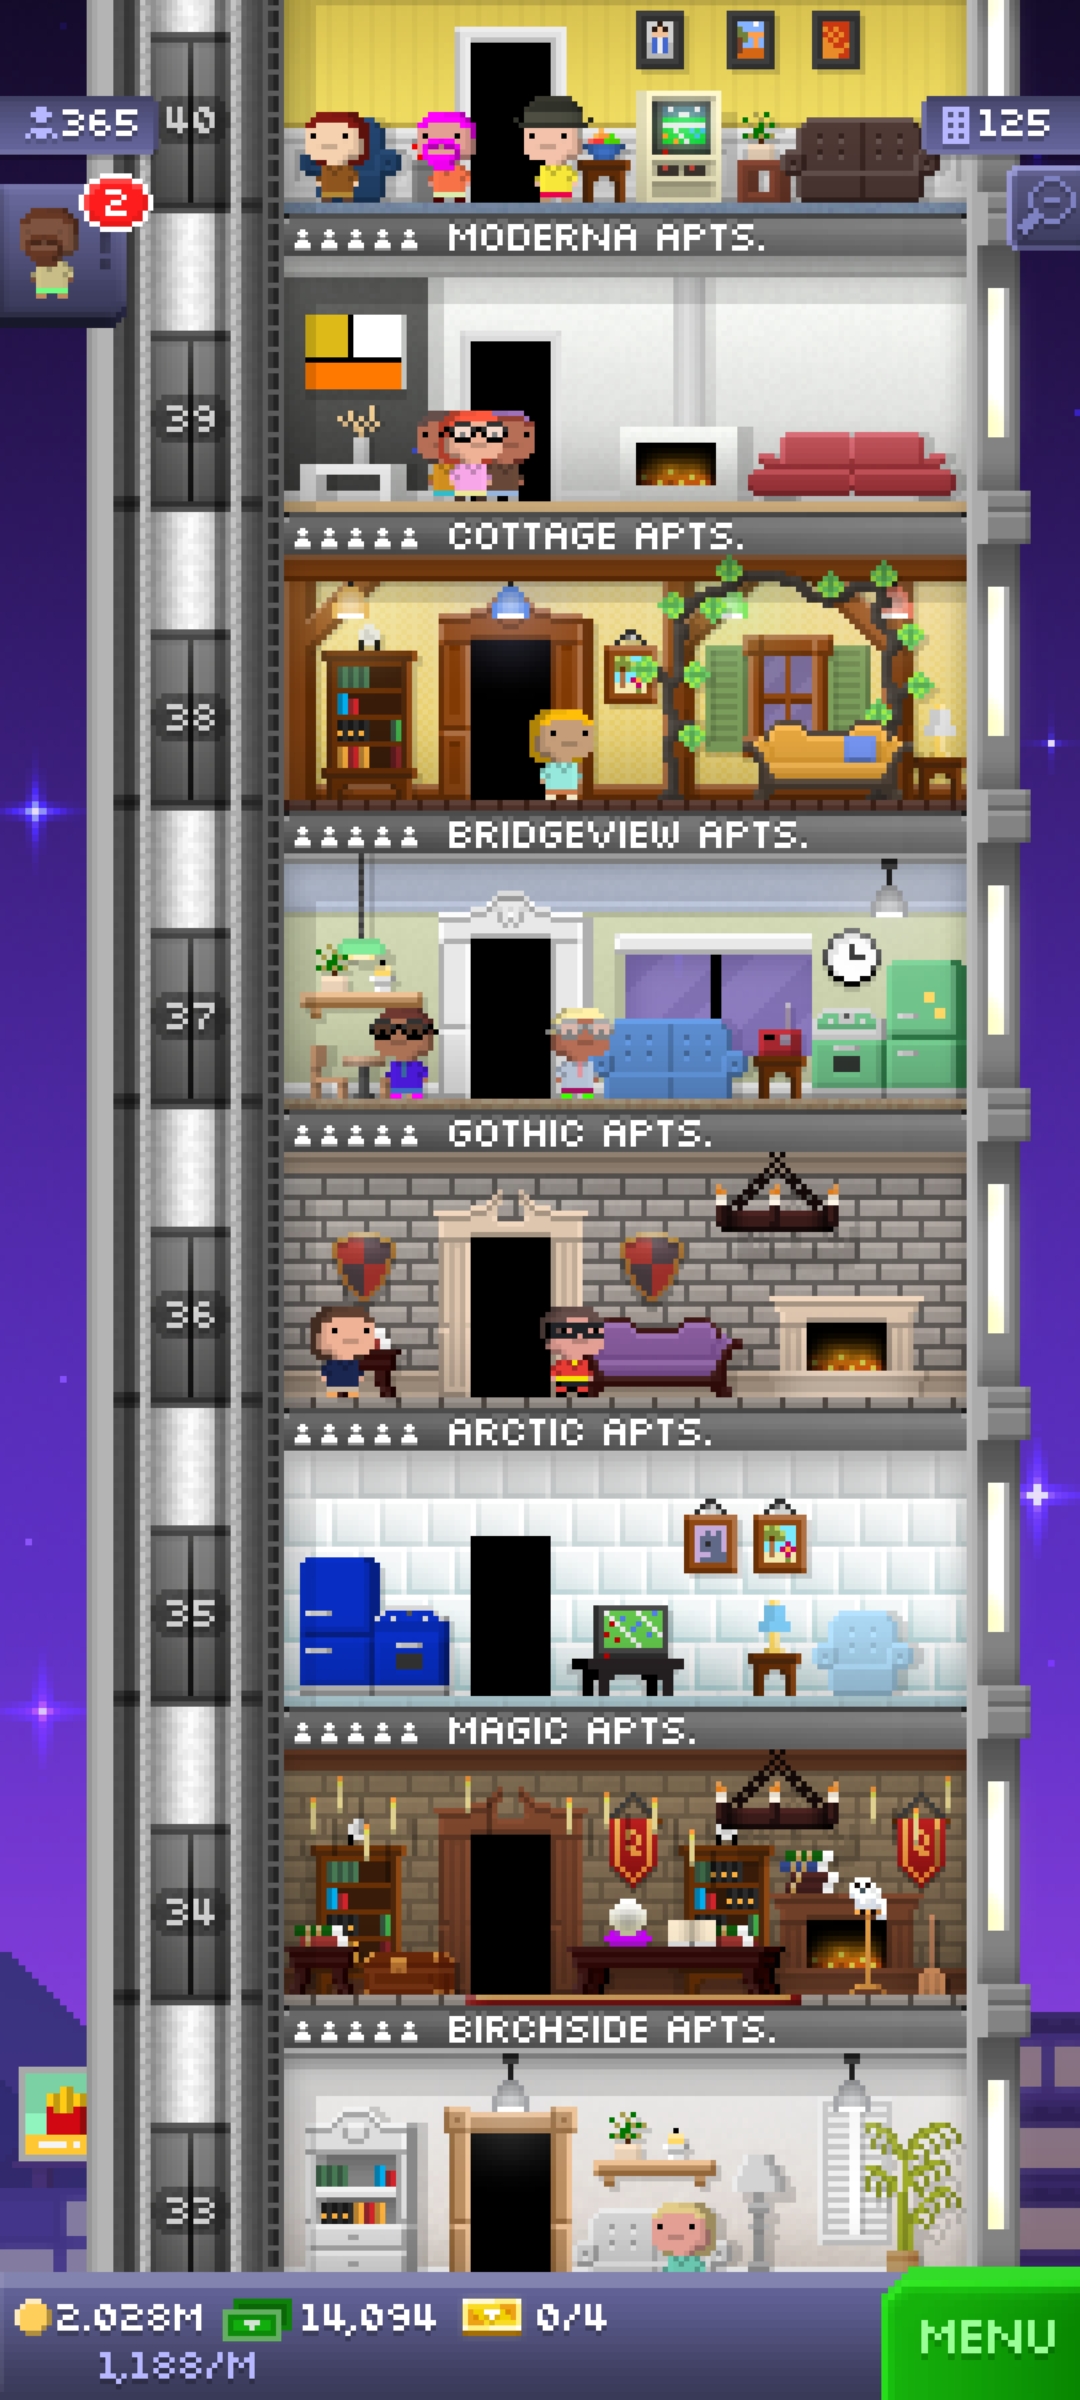 365
40
125
2
MODERNA APTS.
39
COTTAGE APTS.
38
BRIDGEVIEW APTS.
37
GOTHIC APTS.
36
ARCTIC APTS.
35
MAGIC APTS.
34
BIRCHSIDE APTS.
33
2.028M 14,094 0/4
1,188/M
MENU